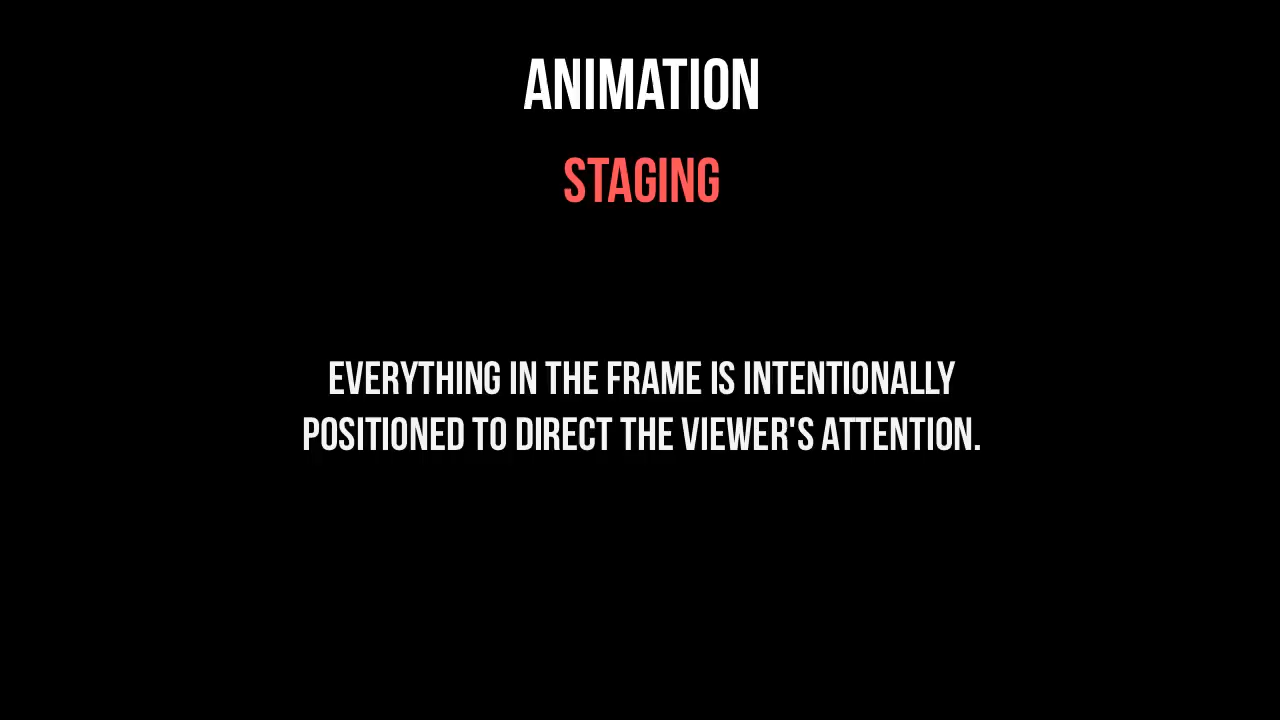 ANIMATION
STAGING
EVERYTHING IN THE FRAME IS INTENTIONALLY
POSITIONED TO DIRECT THE VIEWER'S ATTENTION.